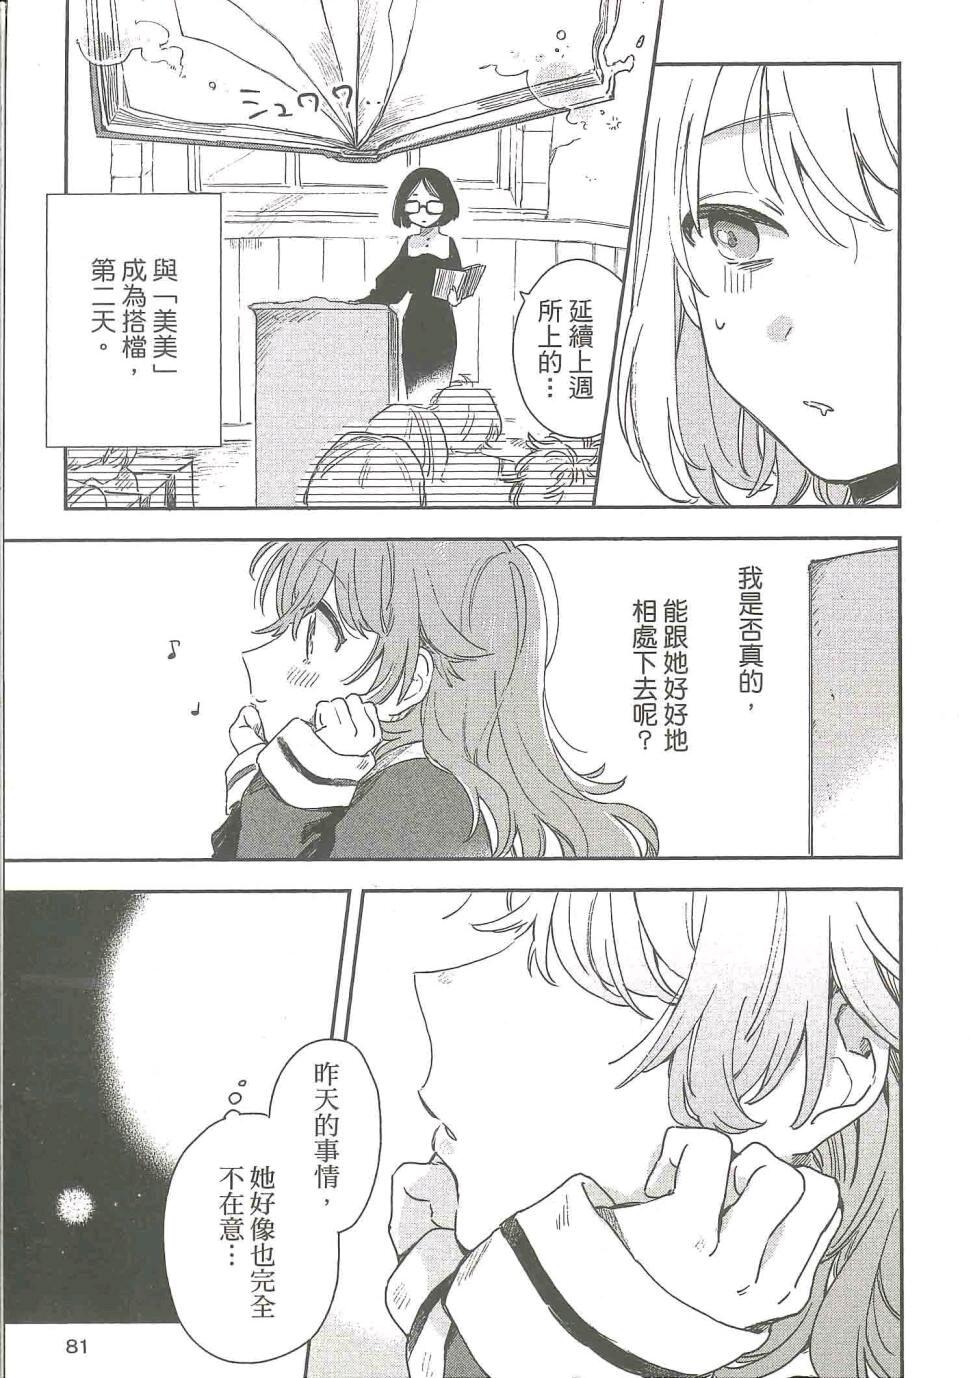 シュワワ…
延續上週
所上的…
與「美美」
成為搭檔，
第二天。
我是否真的，
能跟她好好地
相處下去呢？
♪
♪
昨天的事情，
她好像也完全
不在意…
81